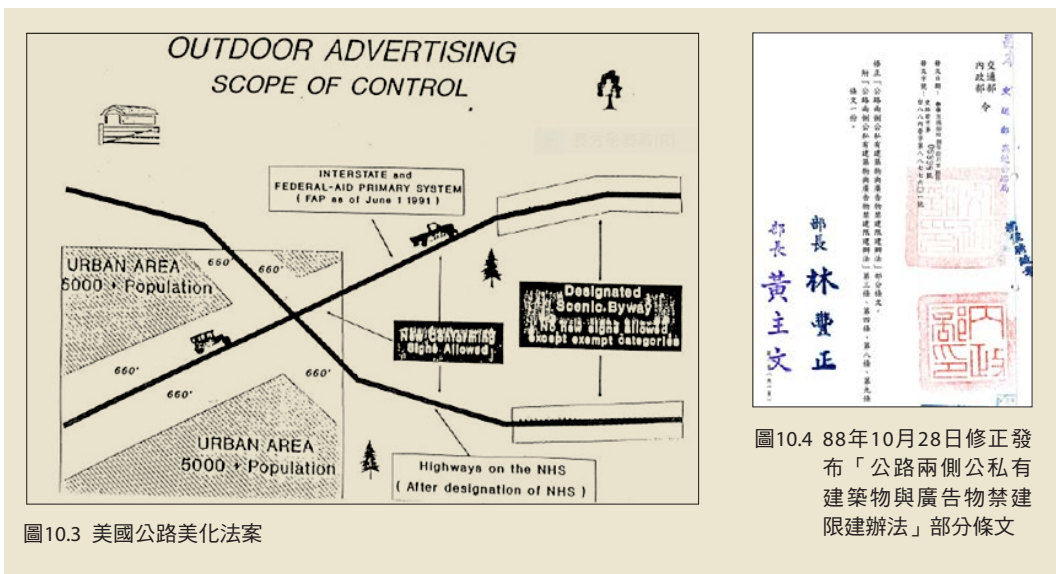 OUTDOOR ADVERTISING
SCOPE OF CONTROL
INTERSTATE and
FEDERAL-AID PRIMARY SYSTEM
( FAP as of June 1 1991 )
URBAN AREA
5000 + Population
660'
660'
660'
660'
660'
New Conforming
Signs Allowed
Designated
Scenic Byway
No New Signs Allowed
Except exempt categories
URBAN AREA
5000 + Population
Highways on the NHS
( After designation of NHS )
圖10.3 美國公路美化法案
交通部
內政部 令
修正「公路兩側公私有建築物與廣告物禁建限建辦法」部分條文。
附「公路兩側公私有建築物與廣告物禁建限建辦法」第三條、第四條、第八條、第九條
條文一份。
部長 林豐正
部長 黃主文
內政部印
圖10.4 88年10月28日修正發
布「公路兩側公私有
建築物與廣告物禁建
限建辦法」部分條文